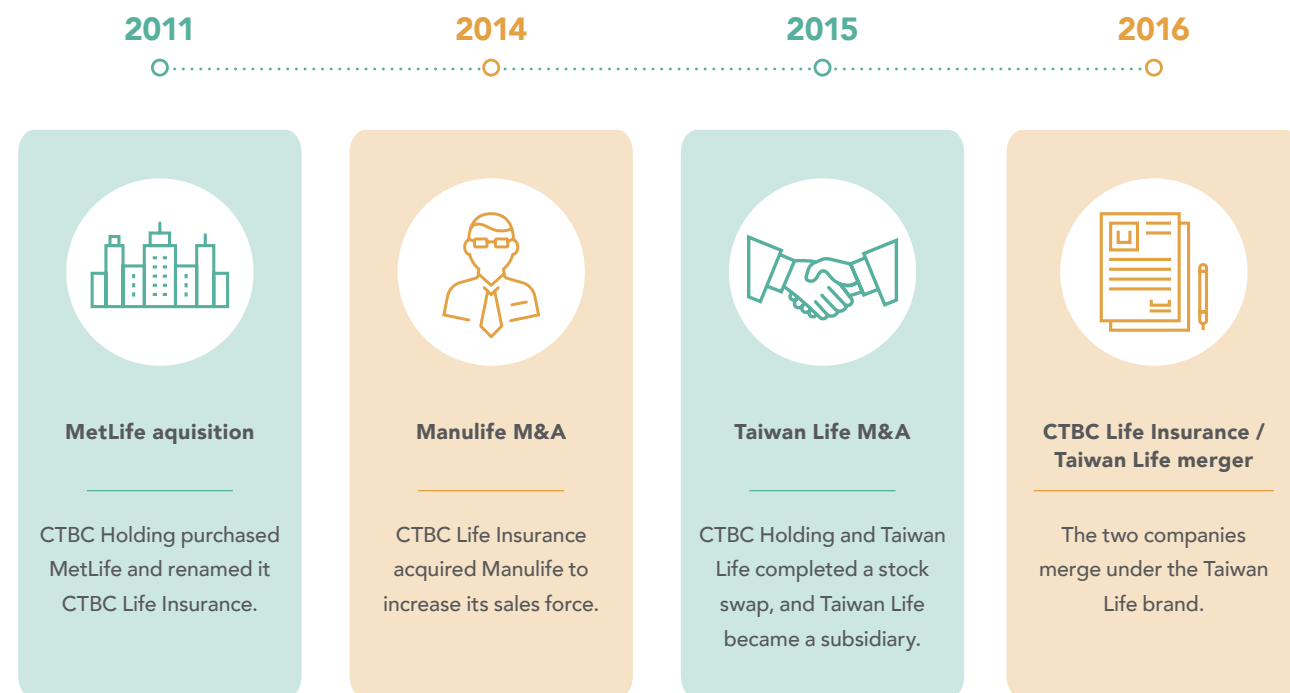 2011
2014
2015
2016
MetLife aquisition
CTBC Holding purchased
MetLife and renamed it
CTBC Life Insurance.
Manulife M&A
CTBC Life Insurance
acquired Manulife to
increase its sales force.
Taiwan Life M&A
CTBC Holding and Taiwan
Life completed a stock
swap, and Taiwan Life
became a subsidiary.
CTBC Life Insurance /
Taiwan Life merger
The two companies
merge under the Taiwan
Life brand.